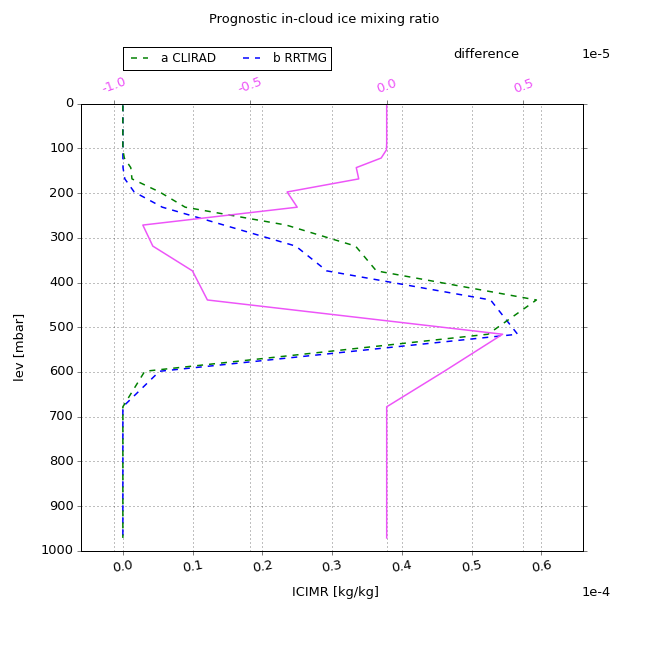 Prognostic in-cloud ice mixing ratio
a CLIRAD b RRTMG difference 1e-5
-1.0 -0.5 0.0 0.5
0
100
200
300
400
500
600
700
800
900
1000
lev [mbar]
0.0 0.1 0.2 0.3 0.4 0.5 0.6
ICIMR [kg/kg] 1e-4